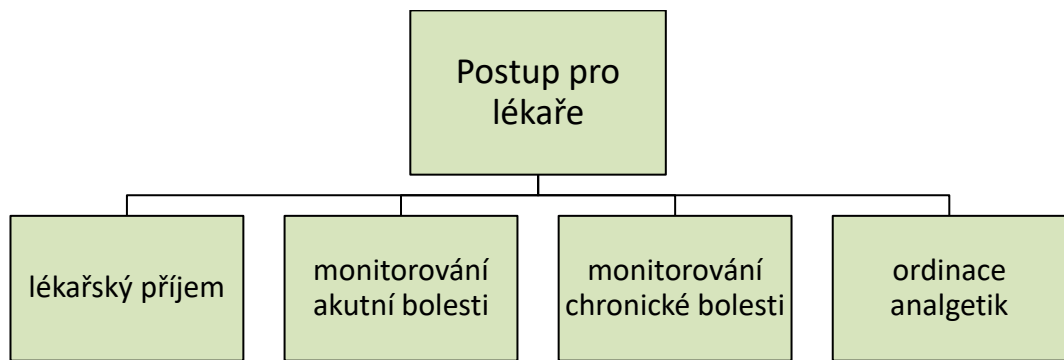 Postup pro
lékaře
lékařský příjem
monitorování
akutní bolesti
monitorování
chronické bolesti
ordinace
analgetik